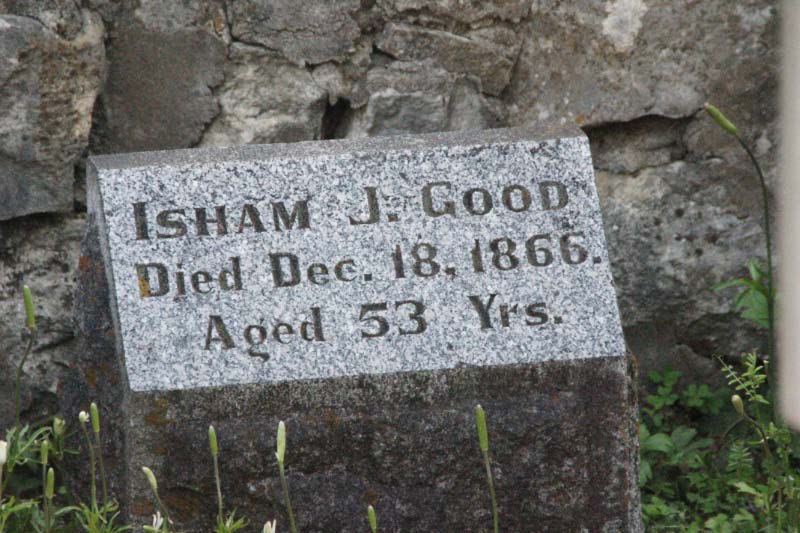 ISHAM J. GOOD
Died Dec. 18, 1866.
Aged 53 Yrs.